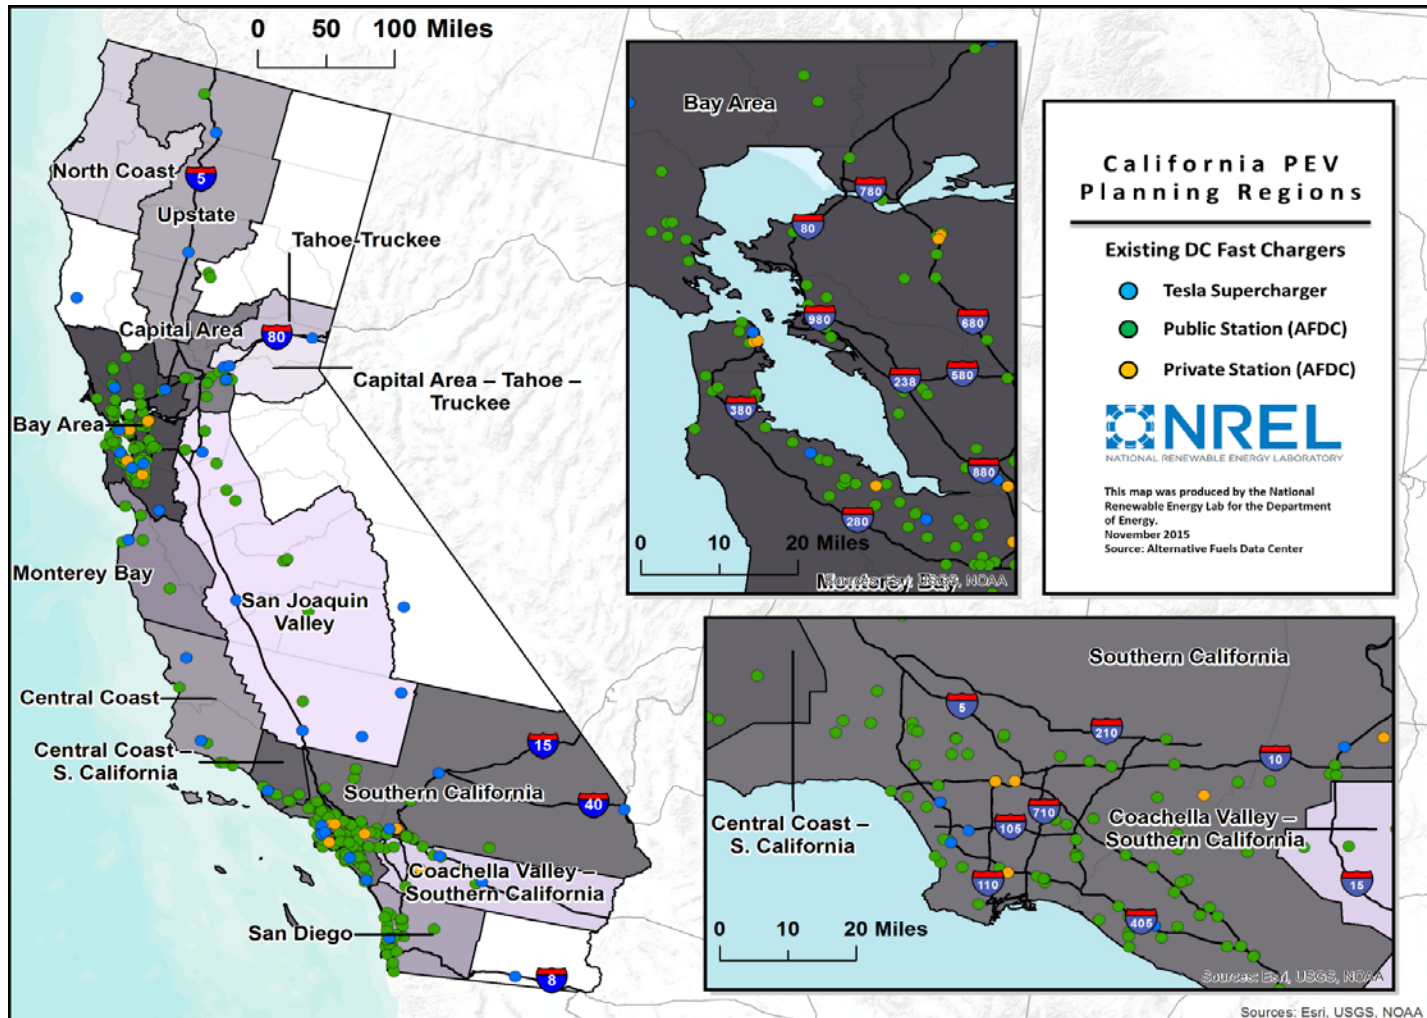 0 50 100 Miles
North Coast
5
Upstate
Tahoe-Truckee
Capital Area
80
Capital Area – Tahoe –
Truckee
Bay Area
Monterey Bay
San Joaquin
Valley
Central Coast
Central Coast –
S. California
15
Southern California
40
Coachella Valley –
Southern California
San Diego
8
Bay Area
780
80
980
680
238
580
380
880
280
0 10 20 Miles
Monterey Bay
Sources: Esri, USGS, NOAA
California PEV
Planning Regions
Existing DC Fast Chargers
Tesla Supercharger
Public Station (AFDC)
Private Station (AFDC)
NREL
NATIONAL RENEWABLE ENERGY LABORATORY
This map was produced by the National
Renewable Energy Lab for the Department
of Energy.
November 2015
Source: Alternative Fuels Data Center
Southern California
5
210
10
710
105
Central Coast –
S. California
Coachella Valley –
Southern California
110
15
405
0 10 20 Miles
Sources: Esri, USGS, NOAA
Sources: Esri, USGS, NOAA